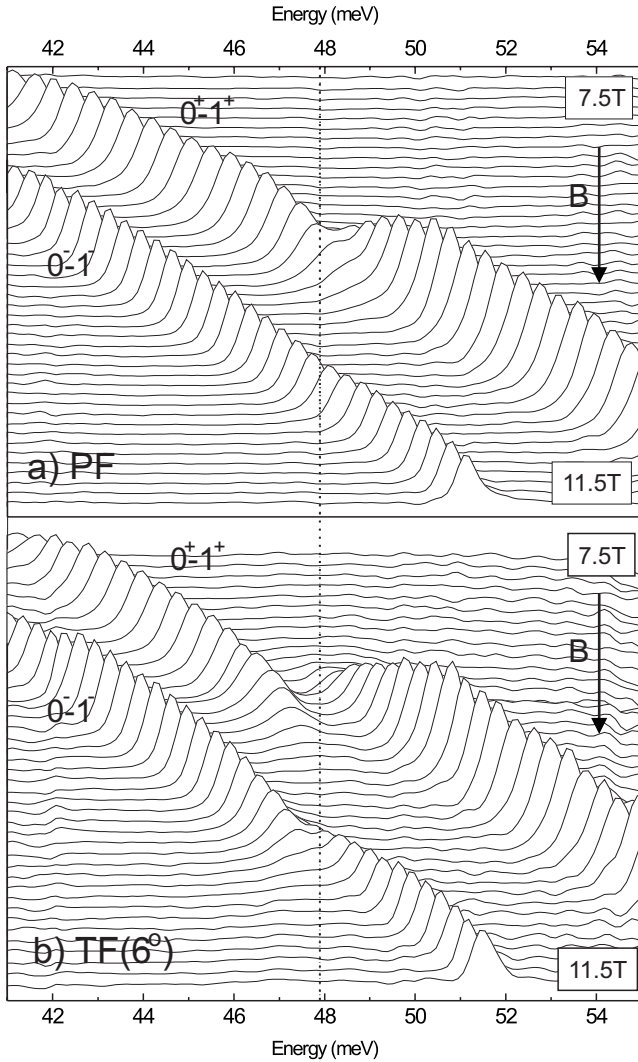 Energy (meV)
42 44 46 48 50 52 54
0⁺-1⁺
7.5T
B
0⁻-1⁻
a) PF
11.5T
0⁺-1⁺
7.5T
B
0⁻-1⁻
b) TF(6⁰)
11.5T
42 44 46 48 50 52 54
Energy (meV)